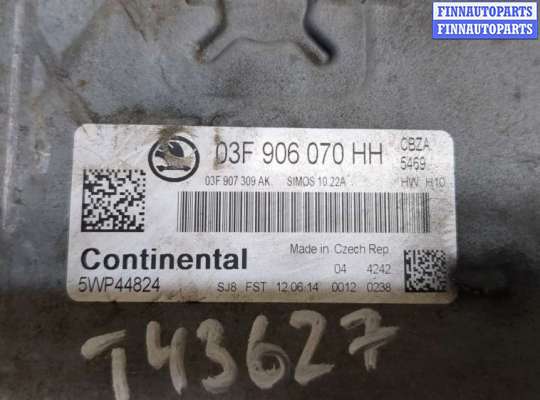 FINNAUTOPARTS
FINNAUTOPARTS
03F 906 070 HH
CBZA
5469
03F 907 309 AK SIMOS 10.22A HW H10
Continental
Made in Czech Rep
04 4242
5WP44824
SJ8 FST 12.06.14 0012 0238
T43627